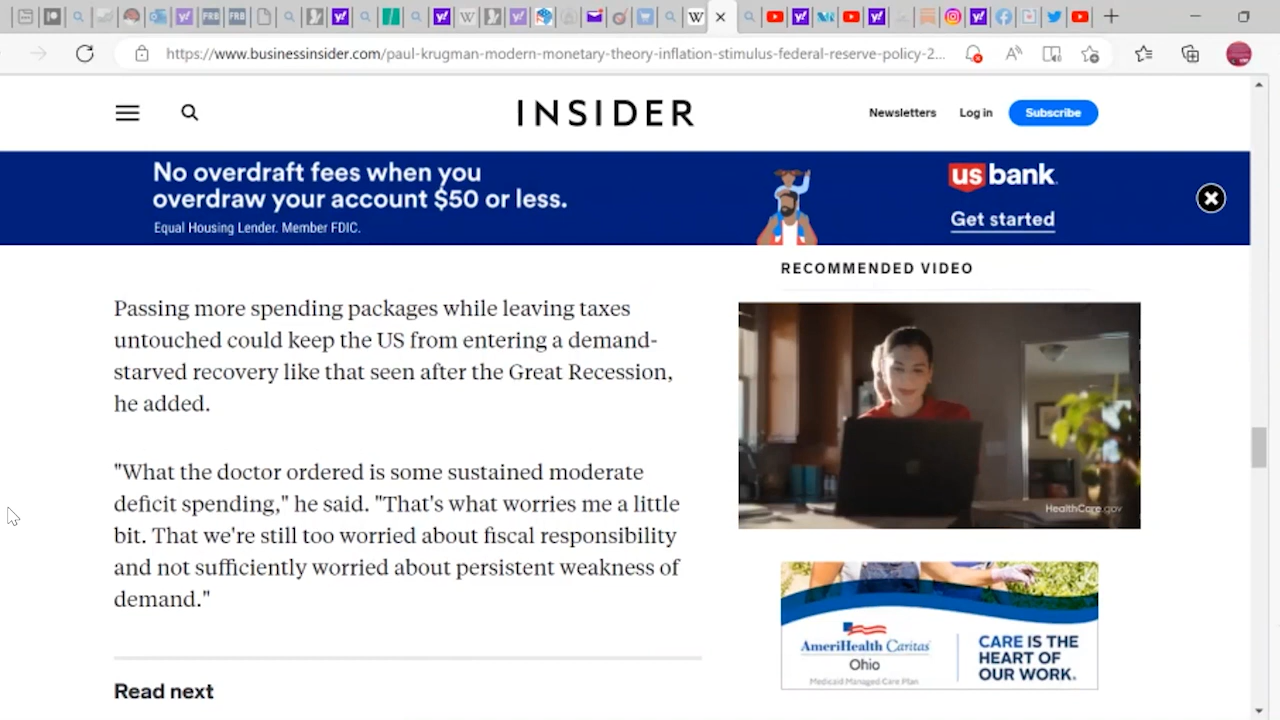 https://www.businessinsider.com/paul-krugman-modern-monetary-theory-inflation-stimulus-federal-reserve-policy-2...
INSIDER
Newsletters
Log in
Subscribe
No overdraft fees when you
overdraw your account $50 or less.
Equal Housing Lender. Member FDIC.
us bank
Get started
Passing more spending packages while leaving taxes
untouched could keep the US from entering a demand-
starved recovery like that seen after the Great Recession,
he added.
"What the doctor ordered is some sustained moderate
deficit spending," he said. "That's what worries me a little
bit. That we're still too worried about fiscal responsibility
and not sufficiently worried about persistent weakness of
demand."
Read next
RECOMMENDED VIDEO
HealthCare.gov
AmeriHealth Caritas
Ohio
Medicaid Managed Care Plan
CARE IS THE
HEART OF
OUR WORK.